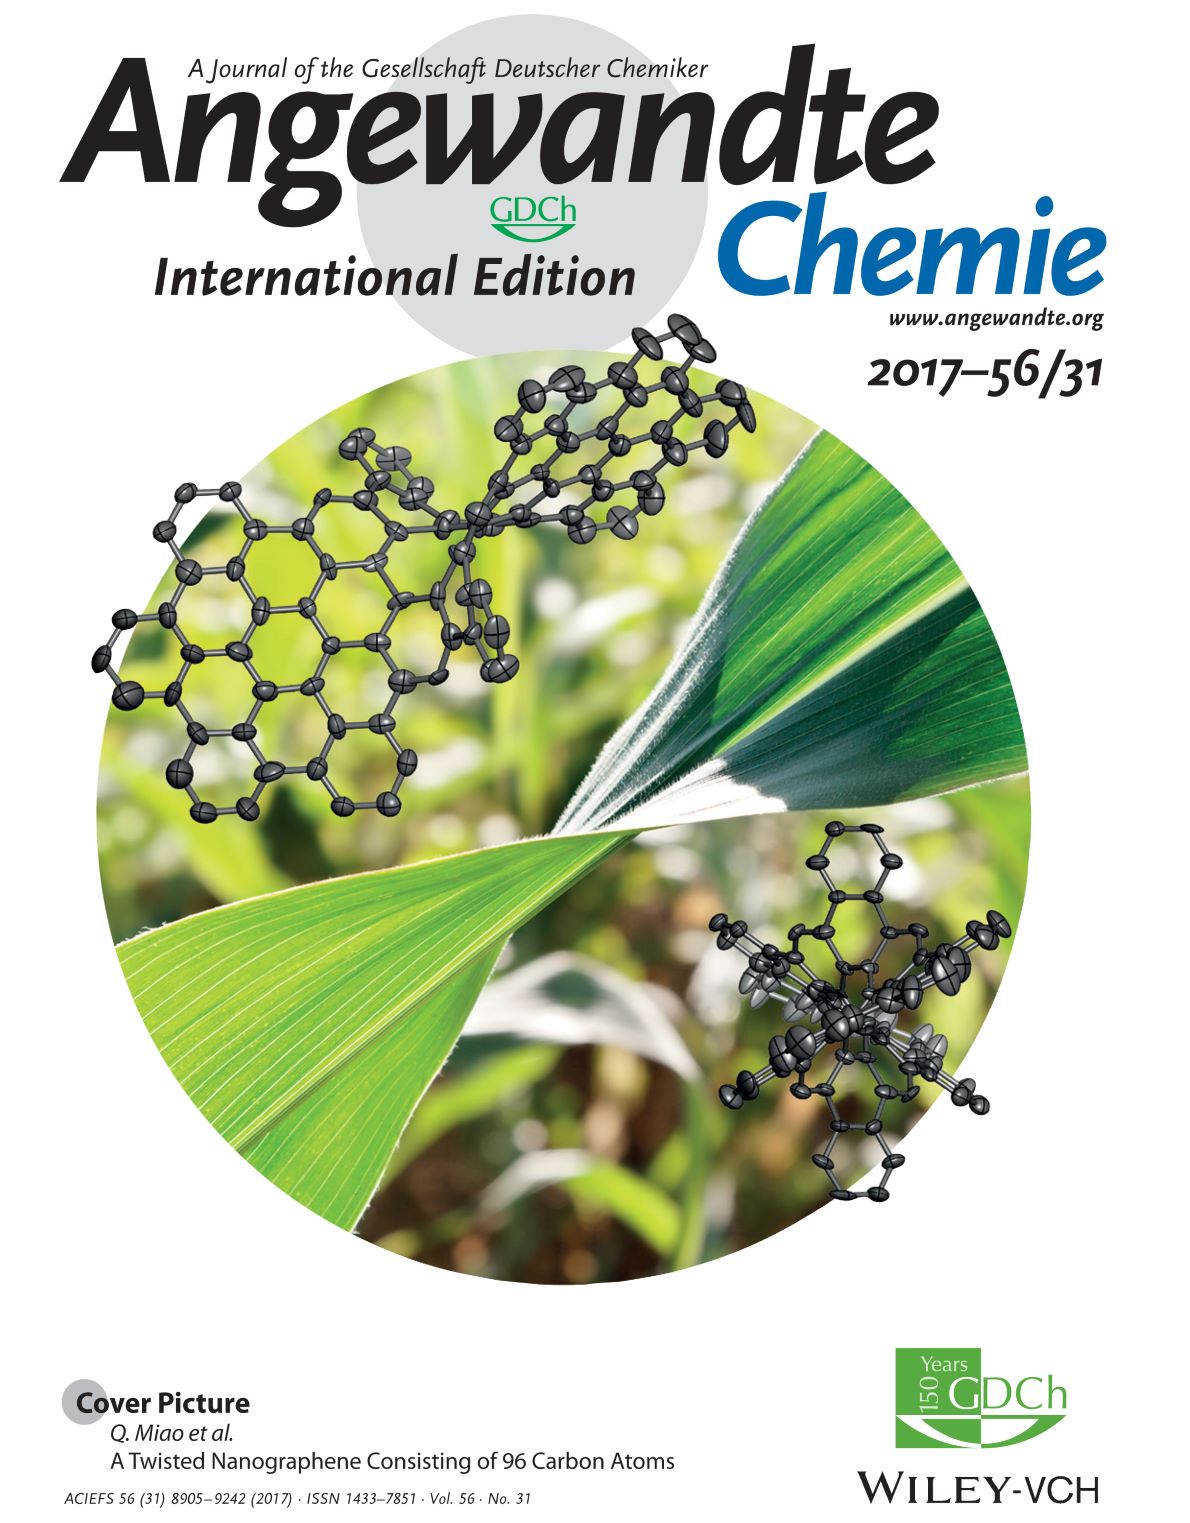 A Journal of the Gesellschaft Deutscher Chemiker
Angewandte
GDCh
Chemie
International Edition
www.angewandte.org
2017–56/31
Years
150 GDCh
Cover Picture
Q. Miao et al.
A Twisted Nanographene Consisting of 96 Carbon Atoms
ACIEFS 56 (31) 8905–9242 (2017) · ISSN 1433–7851 · Vol. 56 · No. 31
WILEY-VCH